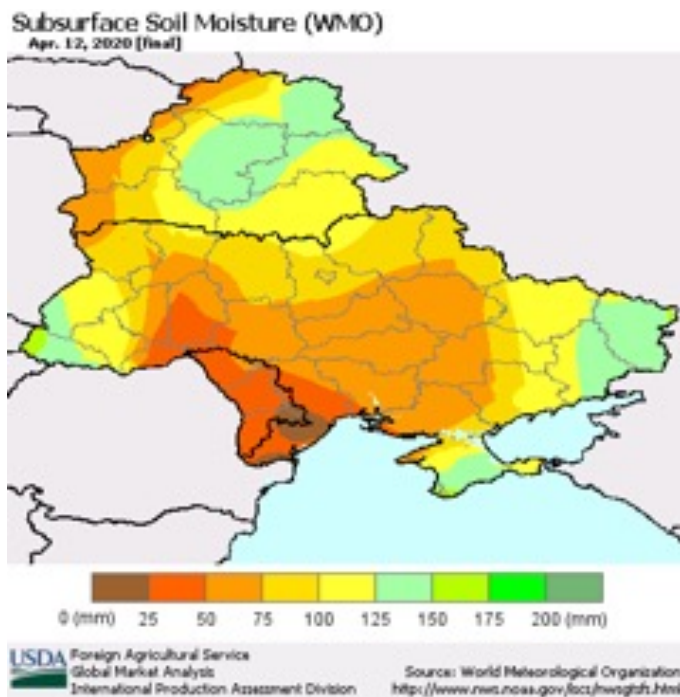 Subsurface Soil Moisture (WMO)
Apr. 12, 2020 [final]
0 (mm) 25 50 75 100 125 150 175 200 (mm)
USDA Foreign Agricultural Service
Global Market Analysis
International Production Assessment Division
Source: World Meteorological Organization